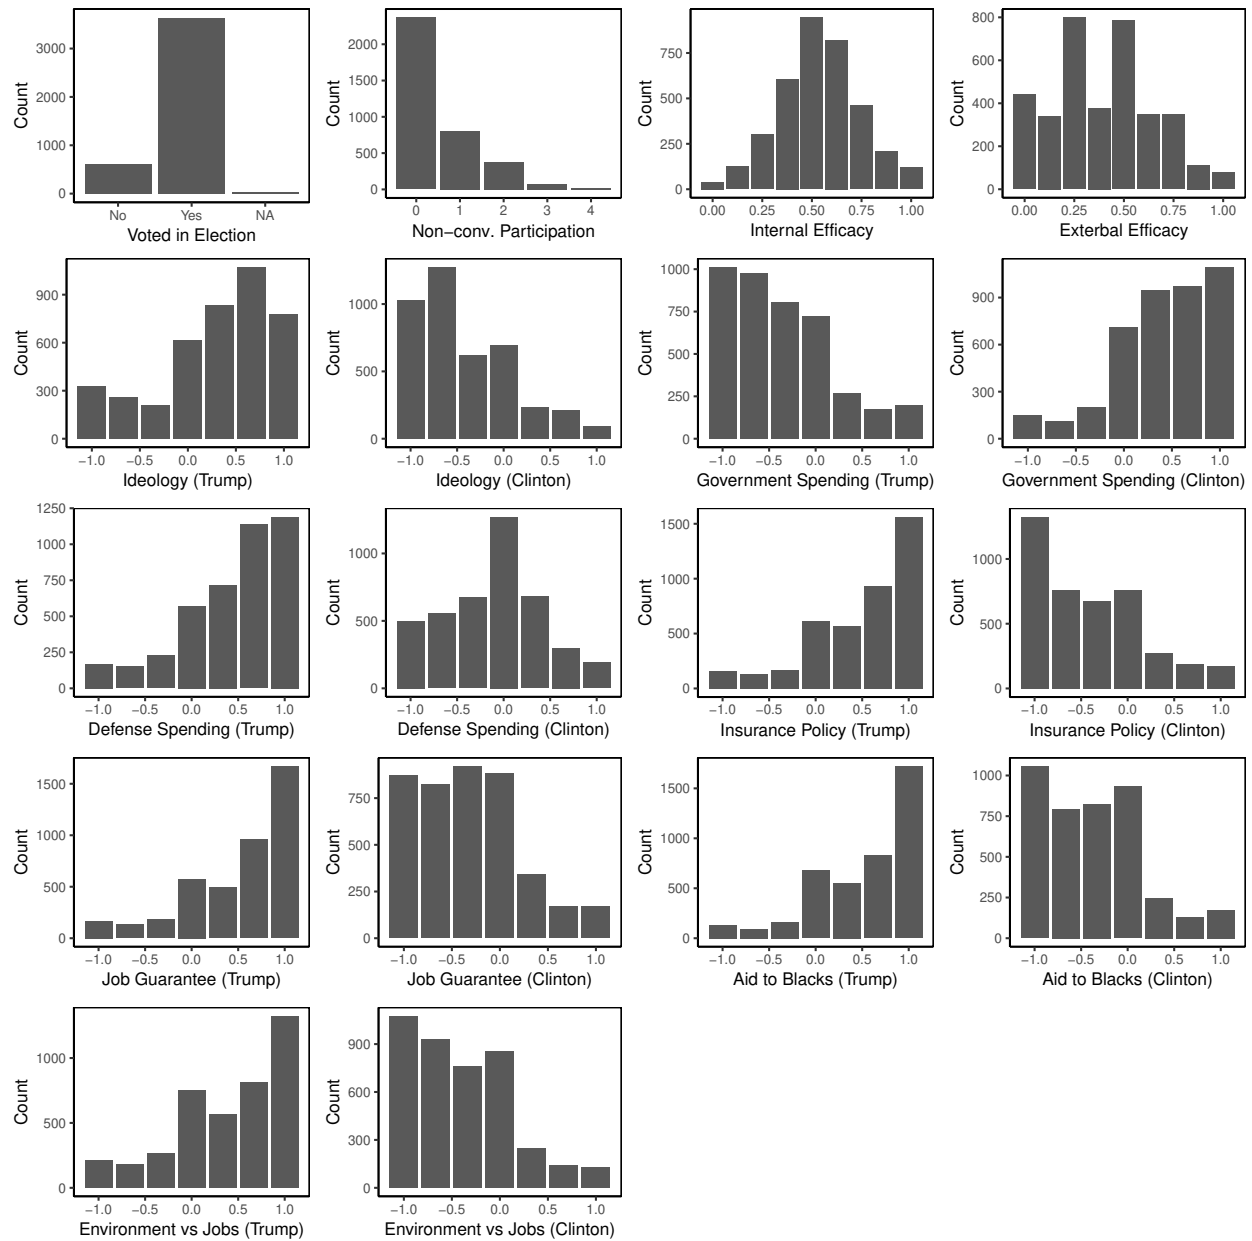 Count
3000
2000
1000
0
No Yes NA
Voted in Election
Count
2000
1500
1000
500
0
0 1 2 3 4
Non−conv. Participation
Count
750
500
250
0
0.00 0.25 0.50 0.75 1.00
Internal Efficacy
Count
800
600
400
200
0
0.00 0.25 0.50 0.75 1.00
Exterbal Efficacy
Count
900
600
300
0
−1.0 −0.5 0.0 0.5 1.0
Ideology (Trump)
Count
1000
500
0
−1.0 −0.5 0.0 0.5 1.0
Ideology (Clinton)
Count
1000
750
500
250
0
−1.0 −0.5 0.0 0.5 1.0
Government Spending (Trump)
Count
900
600
300
0
−1.0 −0.5 0.0 0.5 1.0
Government Spending (Clinton)
Count
1250
1000
750
500
250
0
−1.0 −0.5 0.0 0.5 1.0
Defense Spending (Trump)
Count
1000
500
0
−1.0 −0.5 0.0 0.5 1.0
Defense Spending (Clinton)
Count
1500
1000
500
0
−1.0 −0.5 0.0 0.5 1.0
Insurance Policy (Trump)
Count
1000
500
0
−1.0 −0.5 0.0 0.5 1.0
Insurance Policy (Clinton)
Count
1500
1000
500
0
−1.0 −0.5 0.0 0.5 1.0
Job Guarantee (Trump)
Count
750
500
250
0
−1.0 −0.5 0.0 0.5 1.0
Job Guarantee (Clinton)
Count
1500
1000
500
0
−1.0 −0.5 0.0 0.5 1.0
Aid to Blacks (Trump)
Count
1000
750
500
250
0
−1.0 −0.5 0.0 0.5 1.0
Aid to Blacks (Clinton)
Count
1000
500
0
−1.0 −0.5 0.0 0.5 1.0
Environment vs Jobs (Trump)
Count
900
600
300
0
−1.0 −0.5 0.0 0.5 1.0
Environment vs Jobs (Clinton)